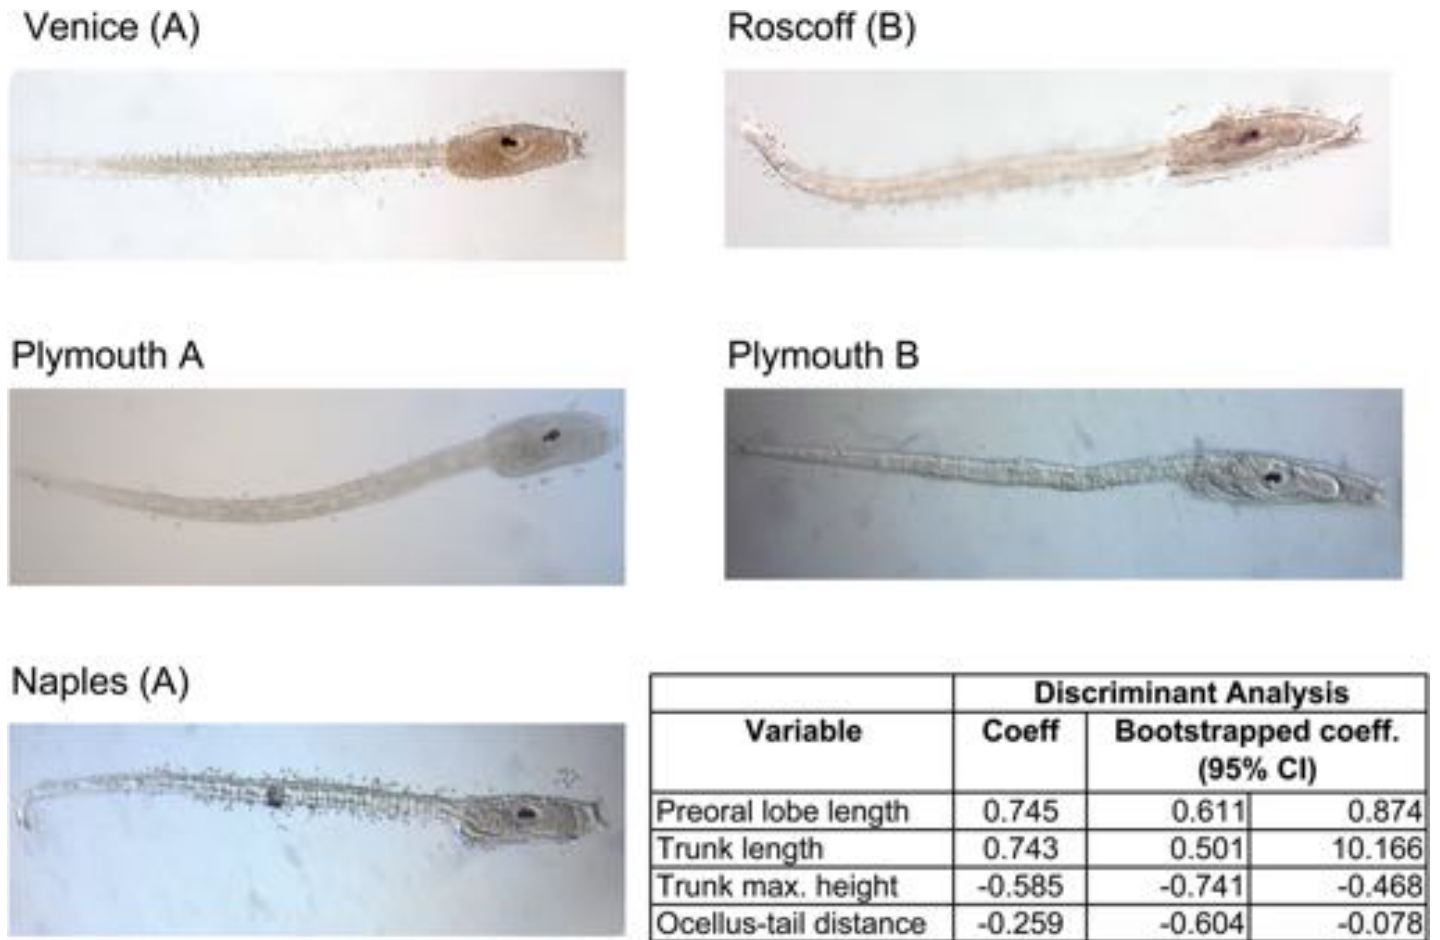 Venice (A)
Roscoff (B)
Plymouth A
Plymouth B
Naples (A)
Discriminant Analysis
Variable Coeff Bootstrapped coeff.
(95% CI)
Preoral lobe length 0.745 0.611 0.874
Trunk length 0.743 0.501 10.166
Trunk max. height -0.585 -0.741 -0.468
Ocellus-tail distance -0.259 -0.604 -0.078